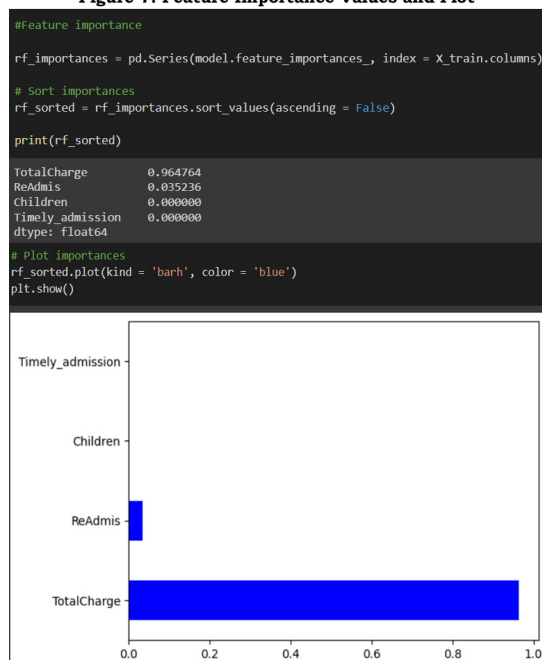 Figure 7: Feature Importance Values and Plot
#Feature importance
rf_importances = pd.Series(model.feature_importances_, index = X_train.columns)
# Sort importances
rf_sorted = rf_importances.sort_values(ascending = False)
print(rf_sorted)
TotalCharge 0.964764
ReAdmis 0.035236
Children 0.000000
Timely_admission 0.000000
dtype: float64
# Plot importances
rf_sorted.plot(kind = 'barh', color = 'blue')
plt.show()
Timely_admission
Children
ReAdmis
TotalCharge
0.0 0.2 0.4 0.6 0.8 1.0